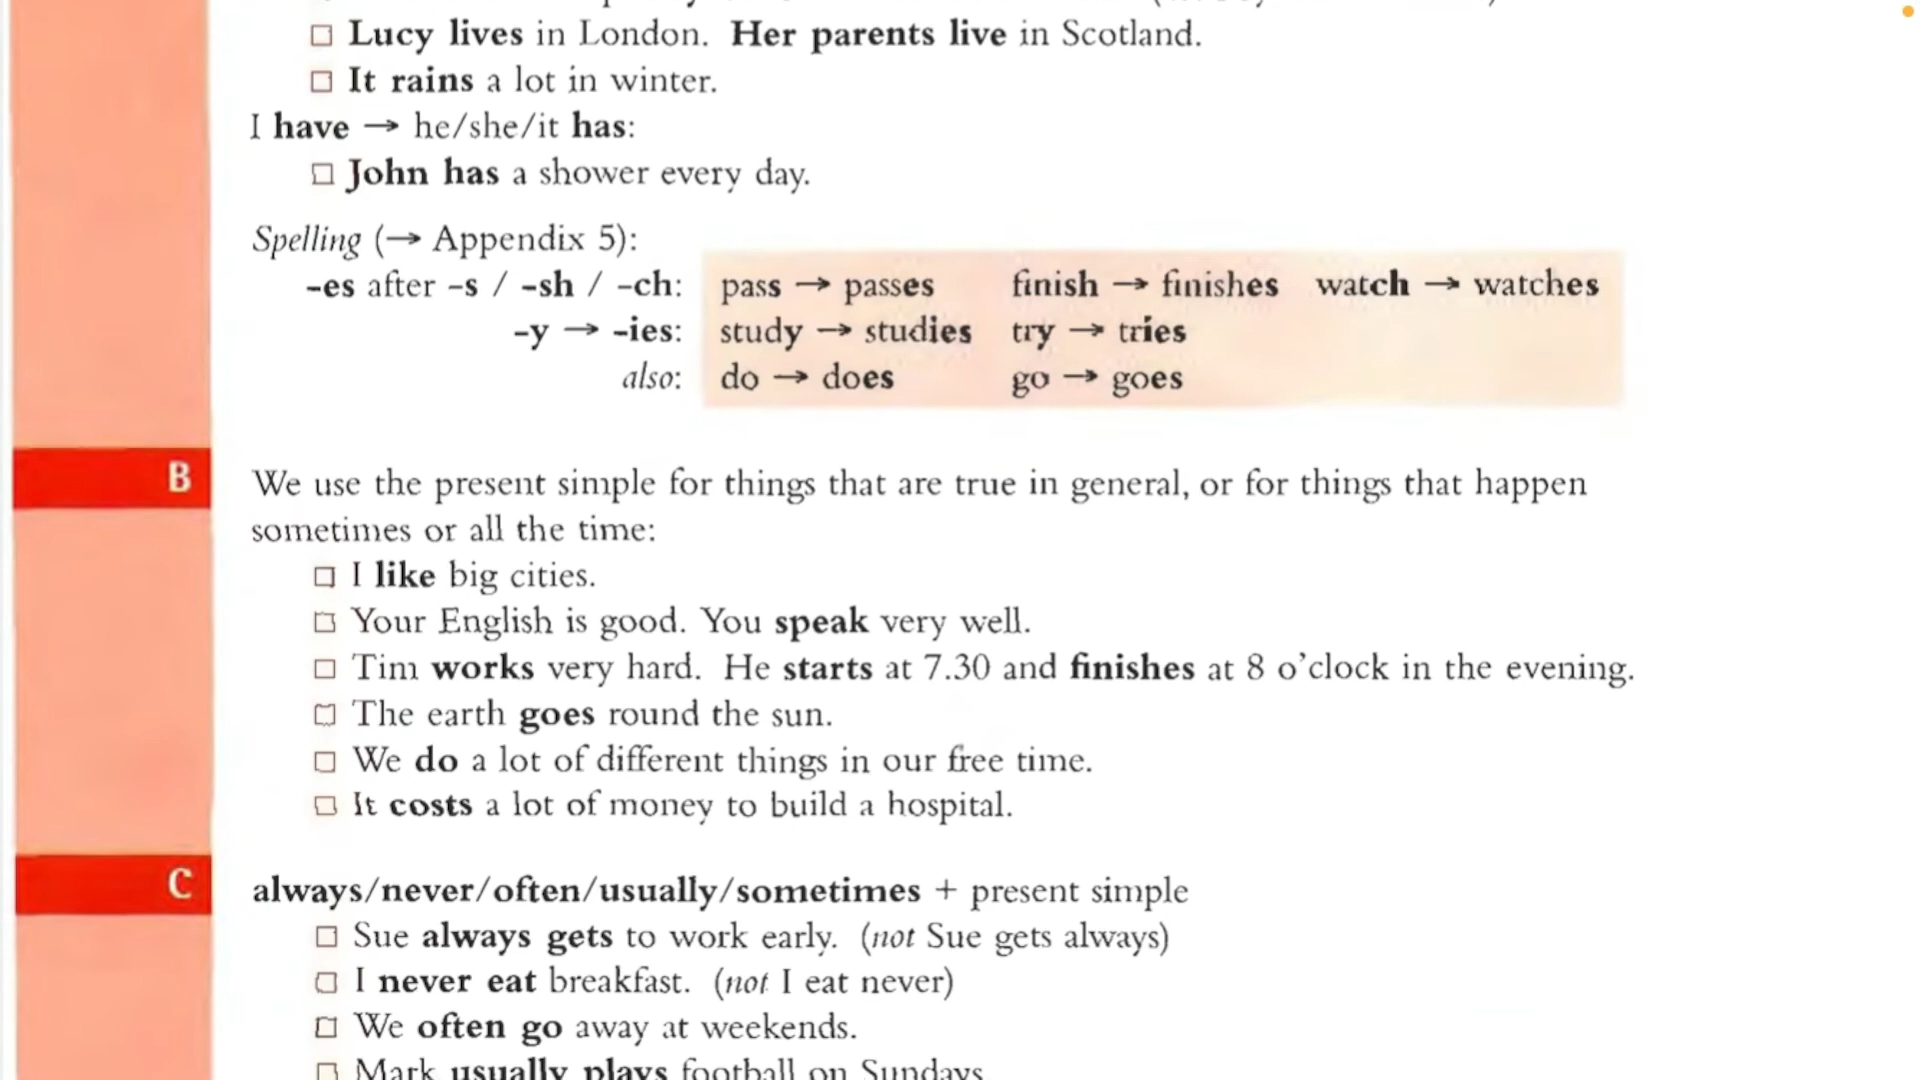 Lucy lives in London. Her parents live in Scotland.
It rains a lot in winter.
I have → he/she/it has:
John has a shower every day.
Spelling (→ Appendix 5):
-es after -s / -sh / -ch: pass → passes finish → finishes watch → watches
-y → -ies: study → studies try → tries
also: do → does go → goes
B We use the present simple for things that are true in general, or for things that happen
sometimes or all the time:
I like big cities.
Your English is good. You speak very well.
Tim works very hard. He starts at 7.30 and finishes at 8 o'clock in the evening.
The earth goes round the sun.
We do a lot of different things in our free time.
It costs a lot of money to build a hospital.
C always/never/often/usually/sometimes + present simple
Sue always gets to work early. (not Sue gets always)
I never eat breakfast. (not I eat never)
We often go away at weekends.
Mark usually plays football on Sundays